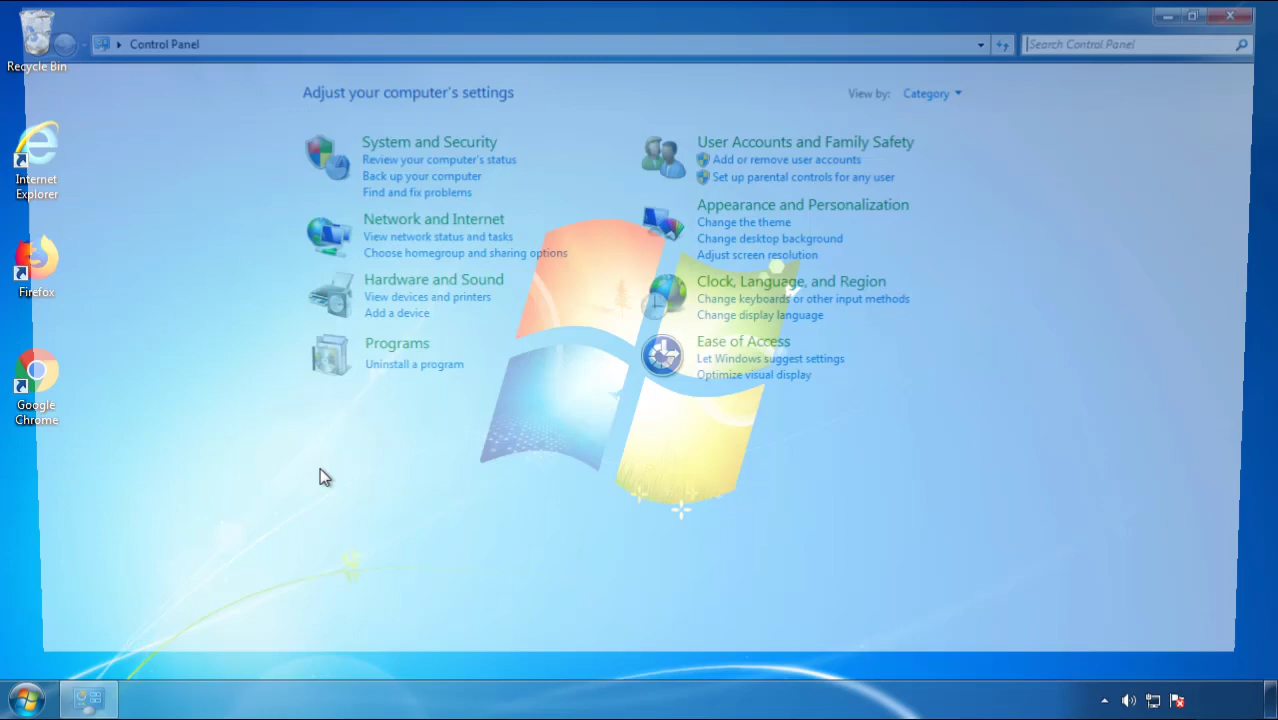 Recycle Bin
Internet
Explorer
Firefox
Google
Chrome
Control Panel
Search Control Panel
Adjust your computer's settings
View by: Category
System and Security
Review your computer's status
Back up your computer
Find and fix problems
Network and Internet
View network status and tasks
Choose homegroup and sharing options
Hardware and Sound
View devices and printers
Add a device
Programs
Uninstall a program
User Accounts and Family Safety
Add or remove user accounts
Set up parental controls for any user
Appearance and Personalization
Change the theme
Change desktop background
Adjust screen resolution
Clock, Language, and Region
Change keyboards or other input methods
Change display language
Ease of Access
Let Windows suggest settings
Optimize visual display